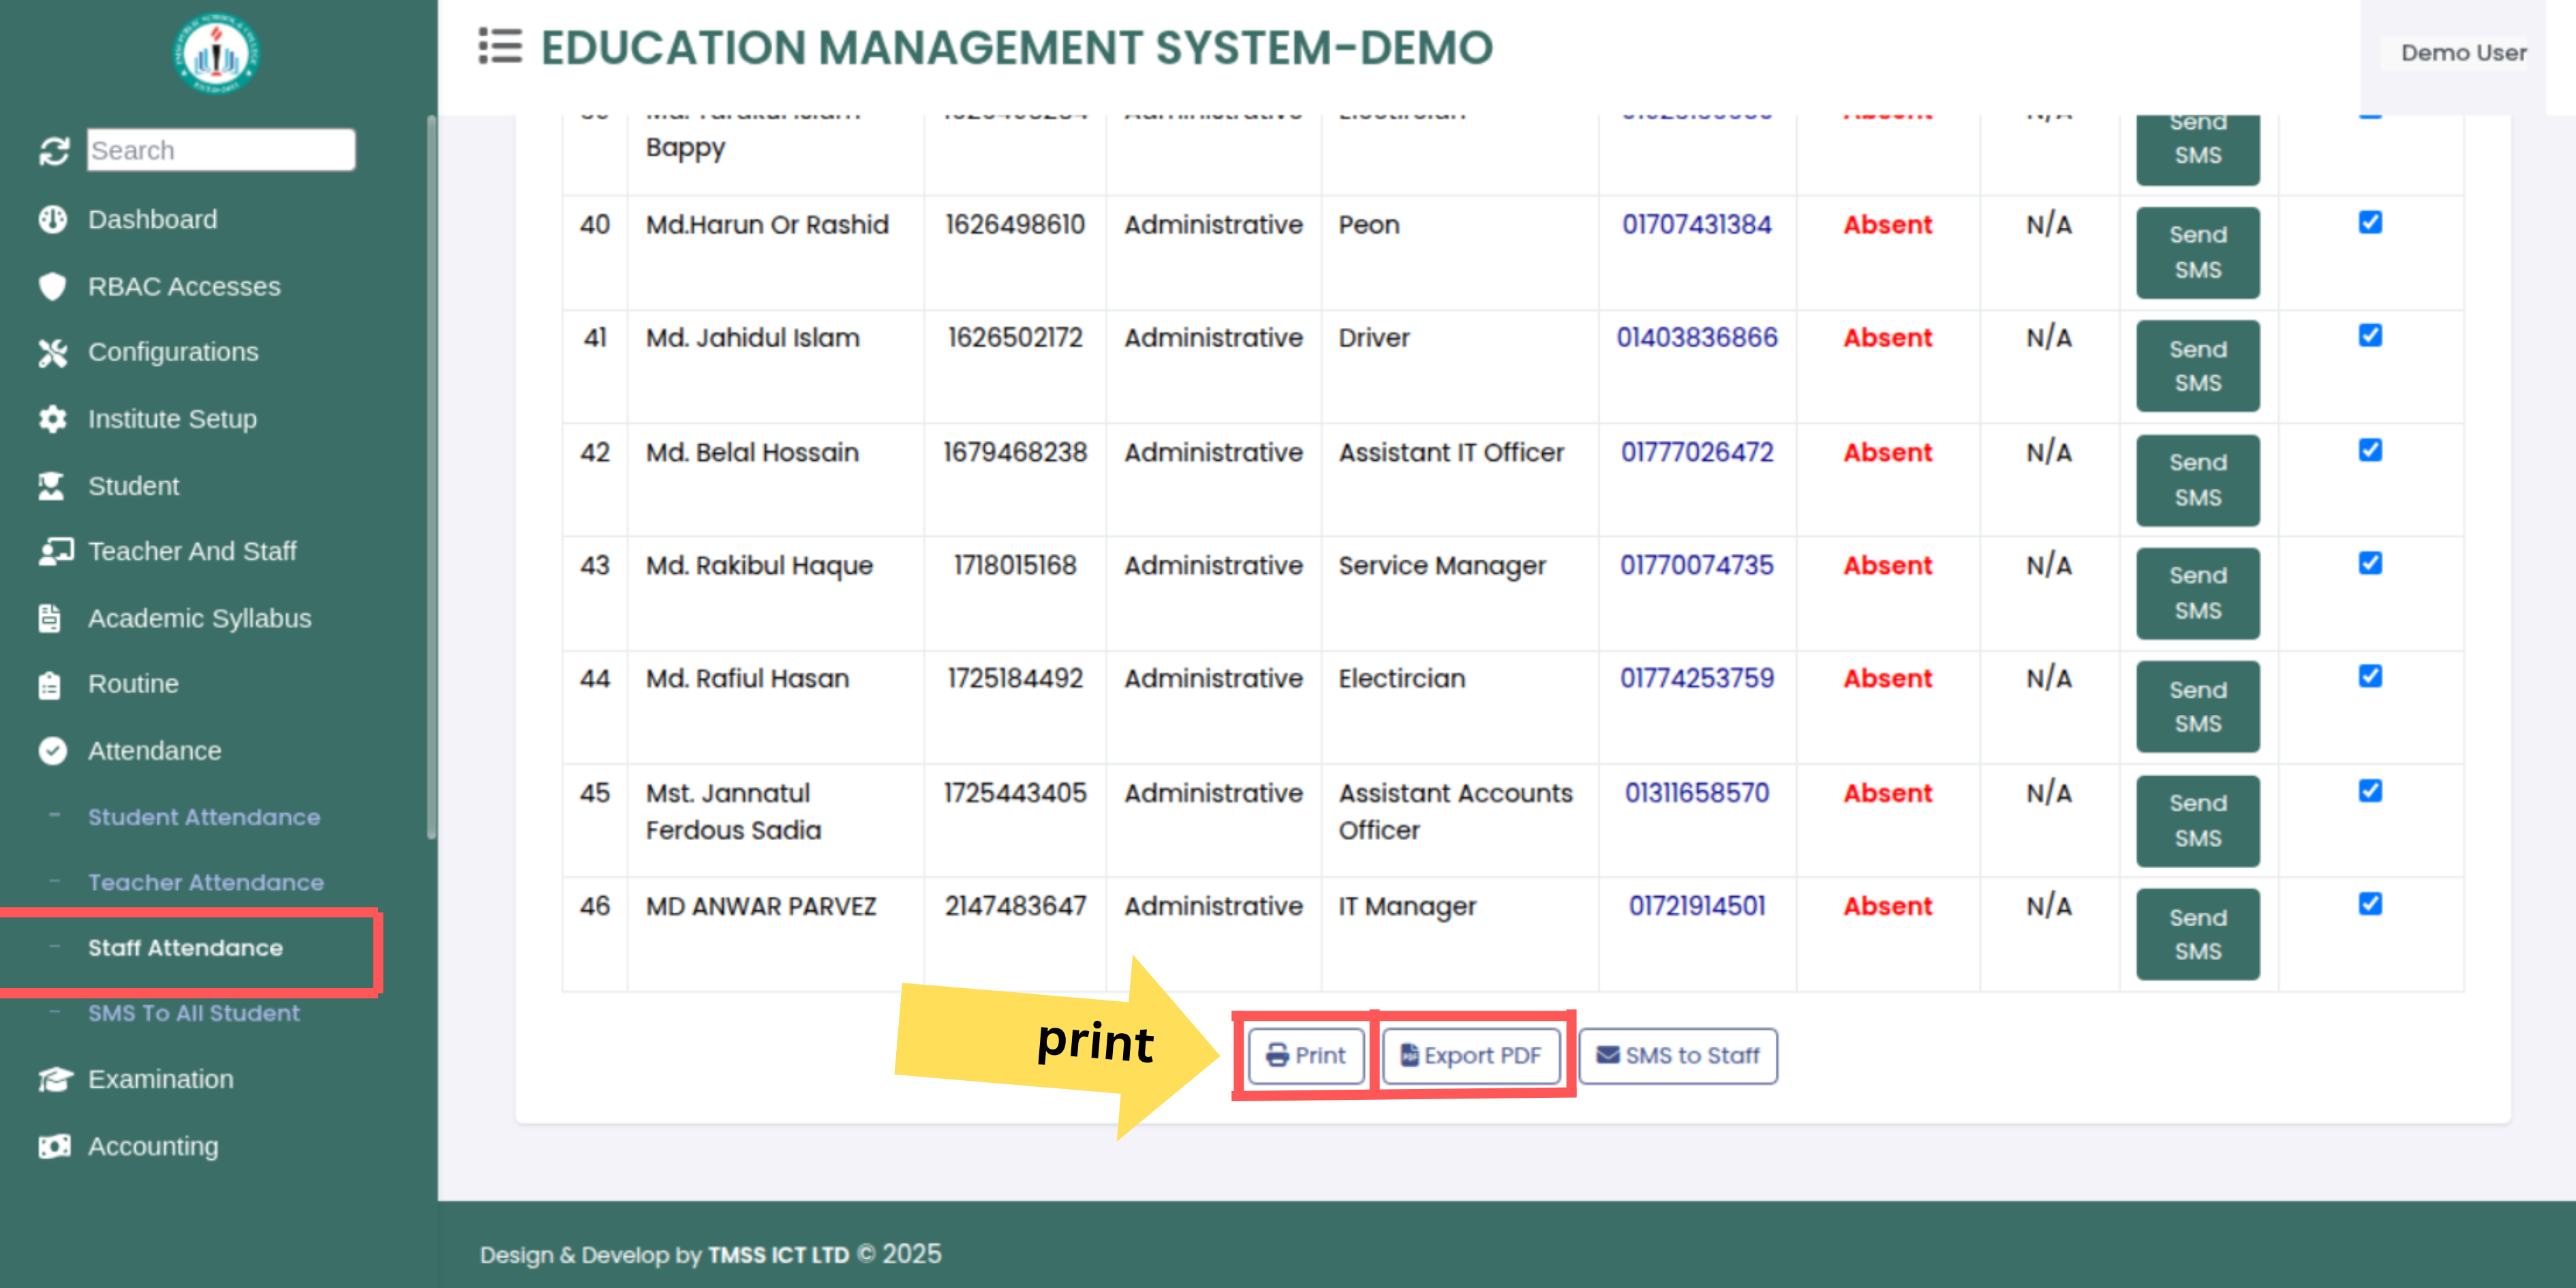 EDUCATION MANAGEMENT SYSTEM-DEMO
Demo User
Search
Dashboard
RBAC Accesses
Configurations
Institute Setup
Student
Teacher And Staff
Academic Syllabus
Routine
Attendance
Student Attendance
Teacher Attendance
Staff Attendance
SMS To All Student
Examination
Accounting
Bappy Send SMS
40 Md.Harun Or Rashid 1626498610 Administrative Peon 01707431384 Absent N/A Send SMS
41 Md. Jahidul Islam 1626502172 Administrative Driver 01403836866 Absent N/A Send SMS
42 Md. Belal Hossain 1679468238 Administrative Assistant IT Officer 01777026472 Absent N/A Send SMS
43 Md. Rakibul Haque 1718015168 Administrative Service Manager 01770074735 Absent N/A Send SMS
44 Md. Rafiul Hasan 1725184492 Administrative Electircian 01774253759 Absent N/A Send SMS
45 Mst. Jannatul Ferdous Sadia 1725443405 Administrative Assistant Accounts Officer 01311658570 Absent N/A Send SMS
46 MD ANWAR PARVEZ 2147483647 Administrative IT Manager 01721914501 Absent N/A Send SMS
print
Print Export PDF SMS to Staff
Design & Develop by TMSS ICT LTD © 2025